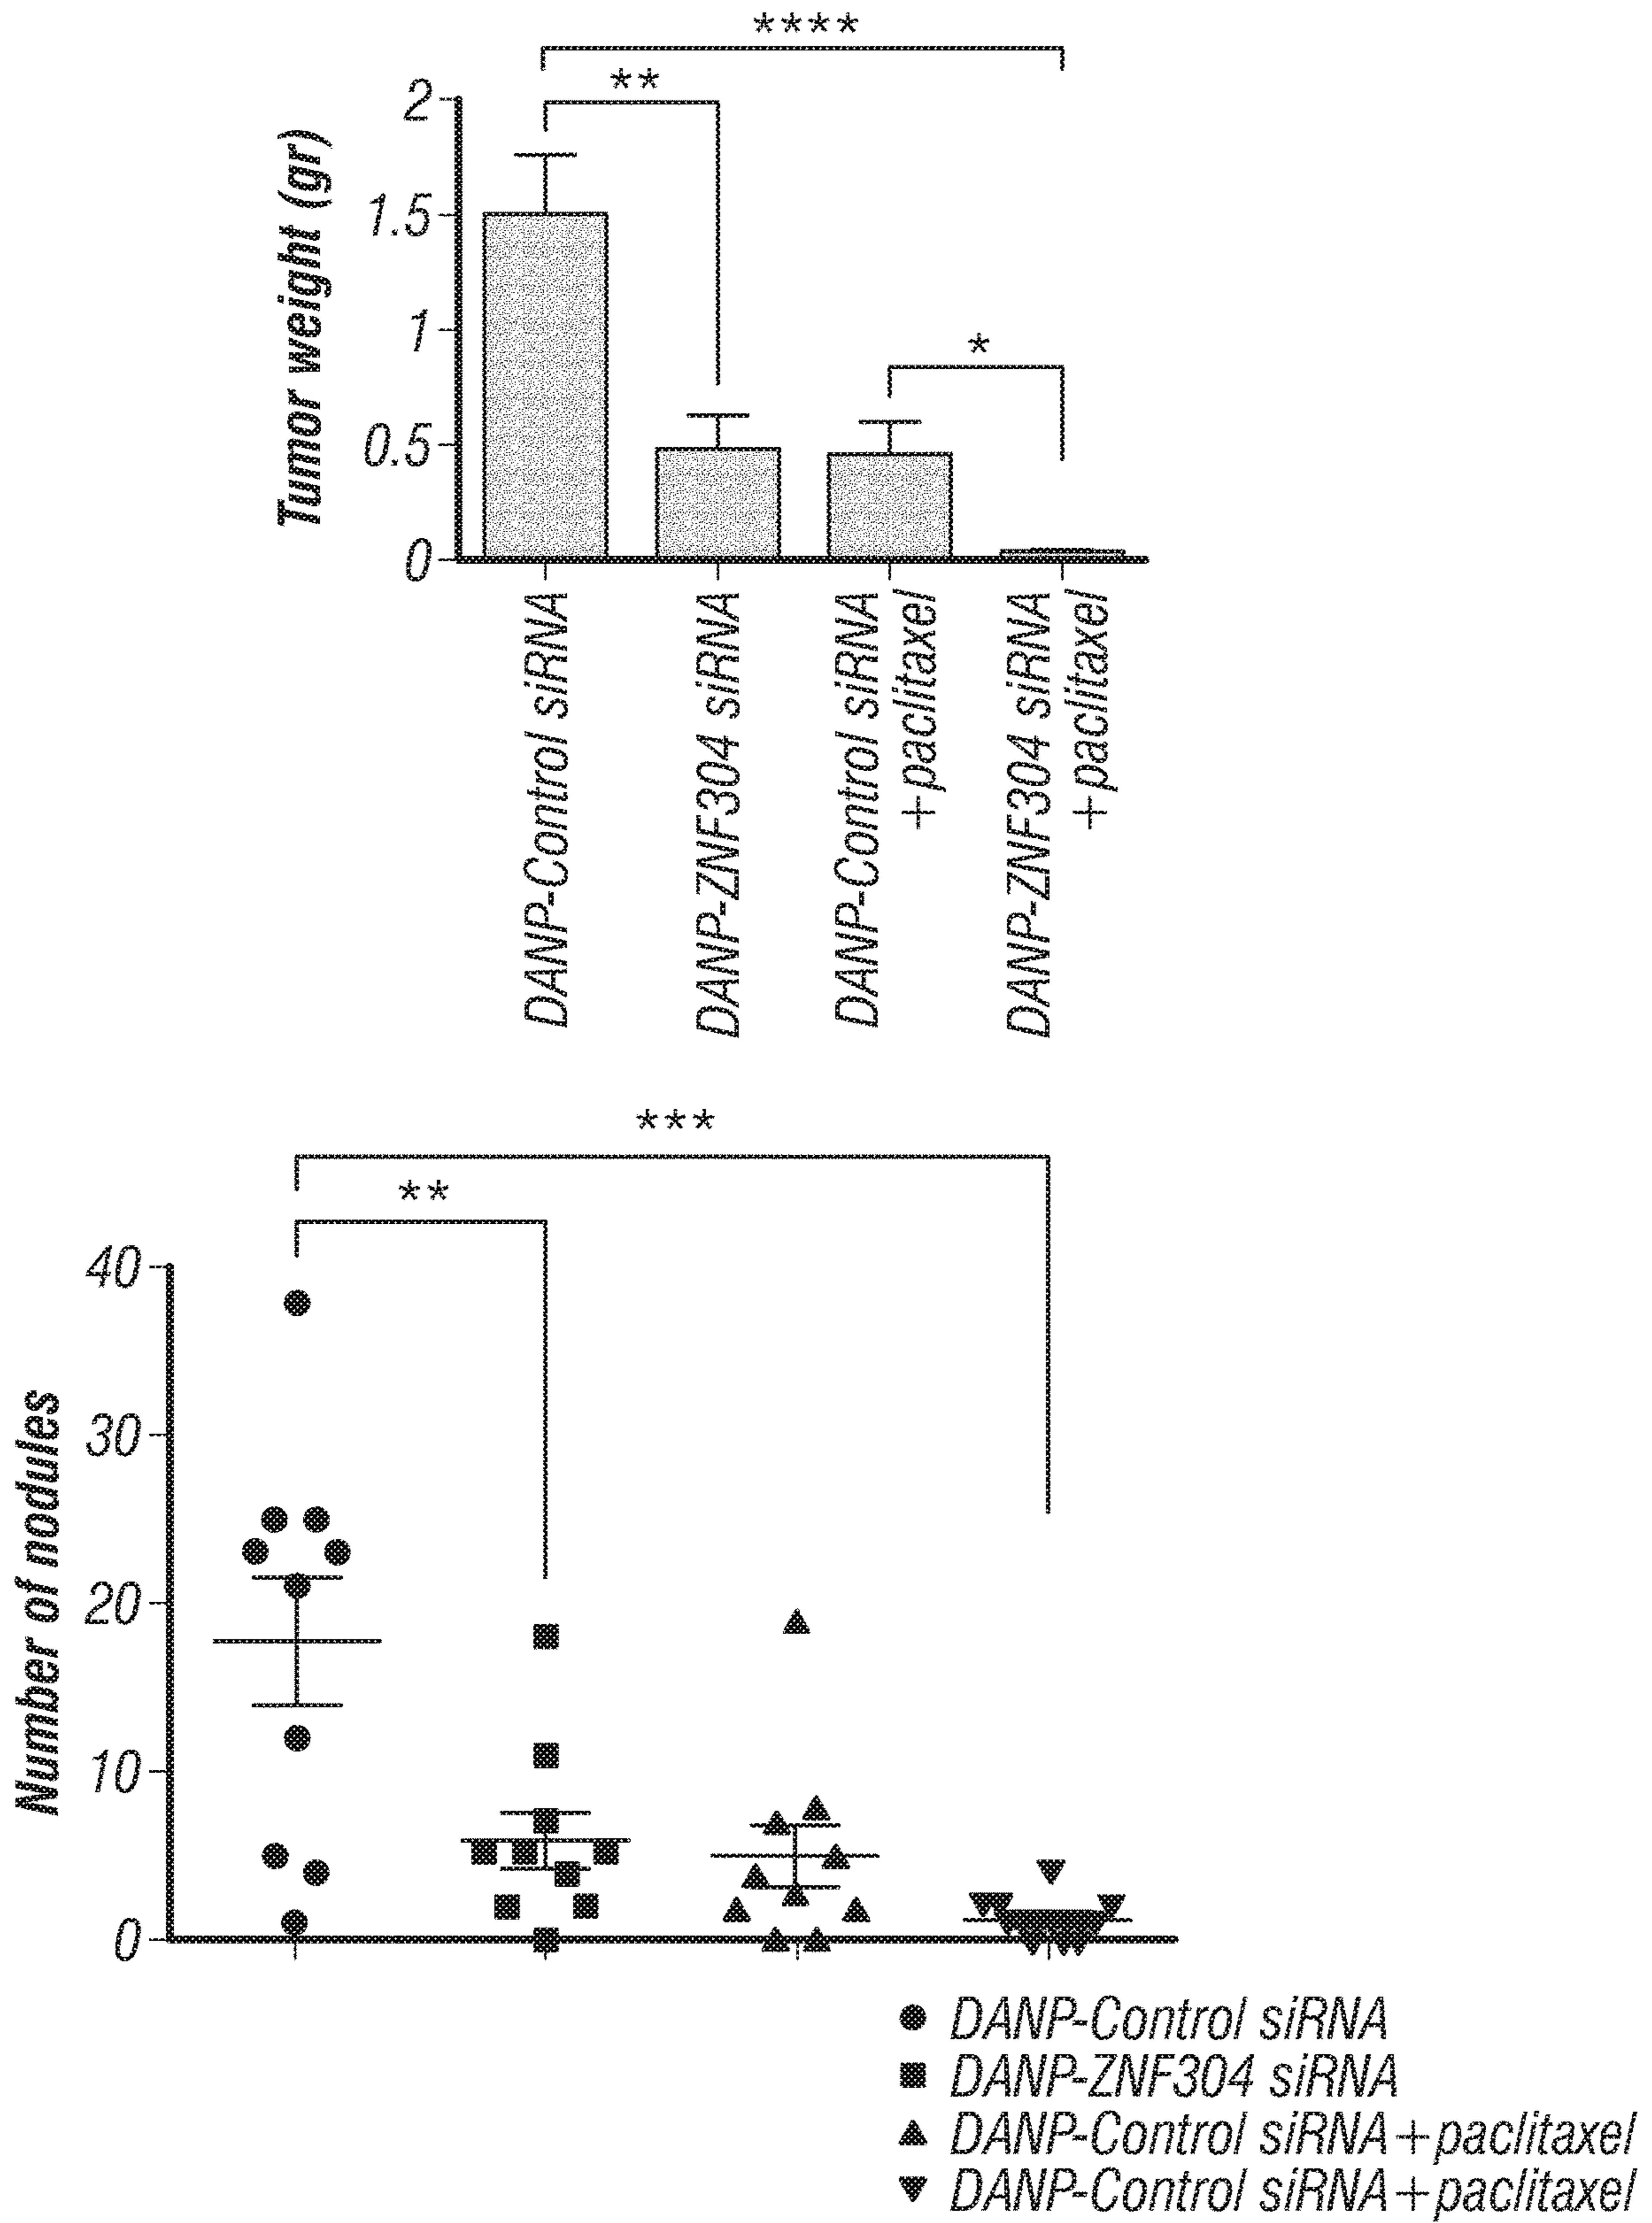 ****
**
2
1.5
1
0.5
0
Tumor weight (gr)
*
DANP-Control siRNA
DANP-ZNF304 siRNA
DANP-Control siRNA
+paclitaxel
DANP-ZNF304 siRNA
+paclitaxel
***
**
40
30
20
10
0
Number of nodules
DANP-Control siRNA
DANP-ZNF304 siRNA
DANP-Control siRNA+paclitaxel
DANP-Control siRNA+paclitaxel